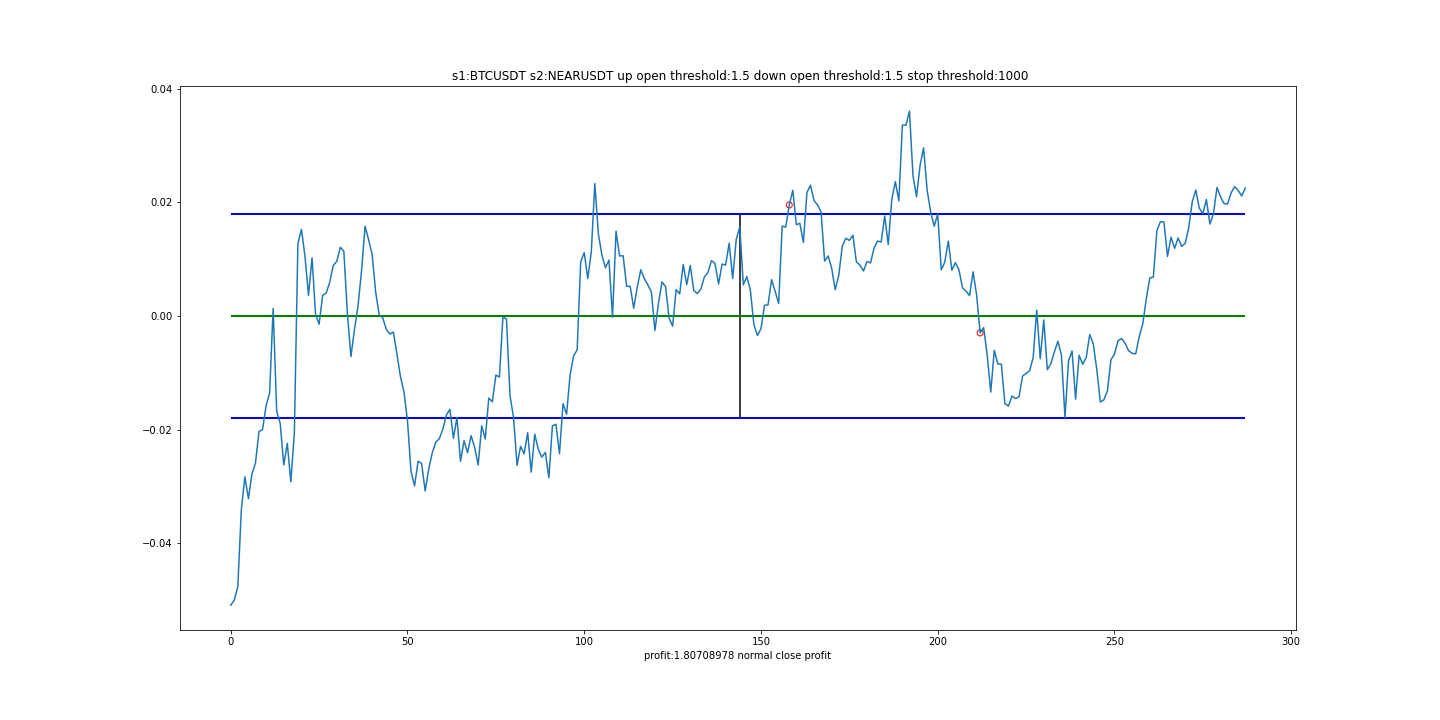 s1:BTCUSDT s2:NEARUSDT up open threshold:1.5 down open threshold:1.5 stop threshold:1000
0.04
0.02
0.00
−0.02
−0.04
0 50 100 150 200 250 300
profit:1.80708978 normal close profit